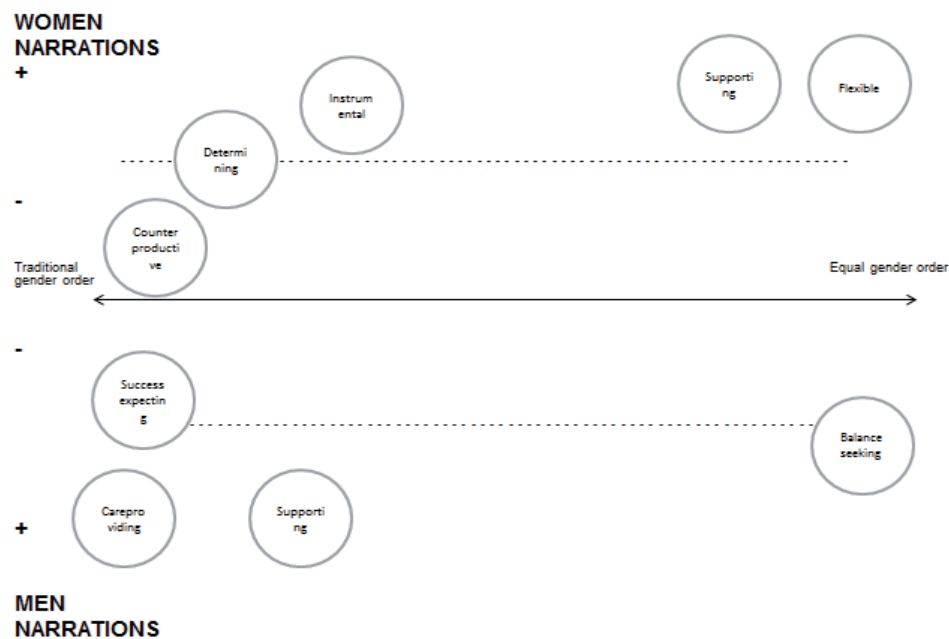 WOMEN
NARRATIONS
+
Instrum
ental
Supporti
ng
Flexible
Determi
ning
-
Counter
producti
ve
Traditional
gender order
Equal gender order
-
Success
expectin
g
Balance
seeking
Carepro
viding
Supporti
ng
+
MEN
NARRATIONS